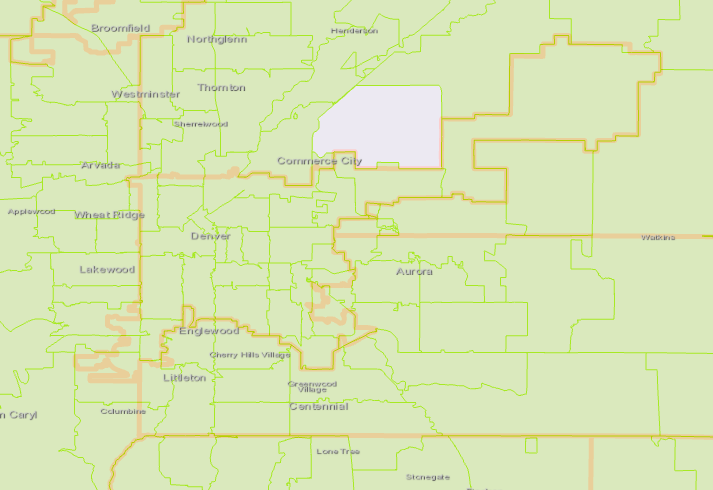 Broomfield
Henderson
Northglenn
Thornton
Westminster
Sherrelwood
Commerce City
Arvada
Applewood
Wheat Ridge
Denver
Watkins
Lakewood
Aurora
Englewood
Cherry Hills Village
Littleton
Greenwood
Village
Centennial
Columbine
n Caryl
Lone Tree
Stonegate